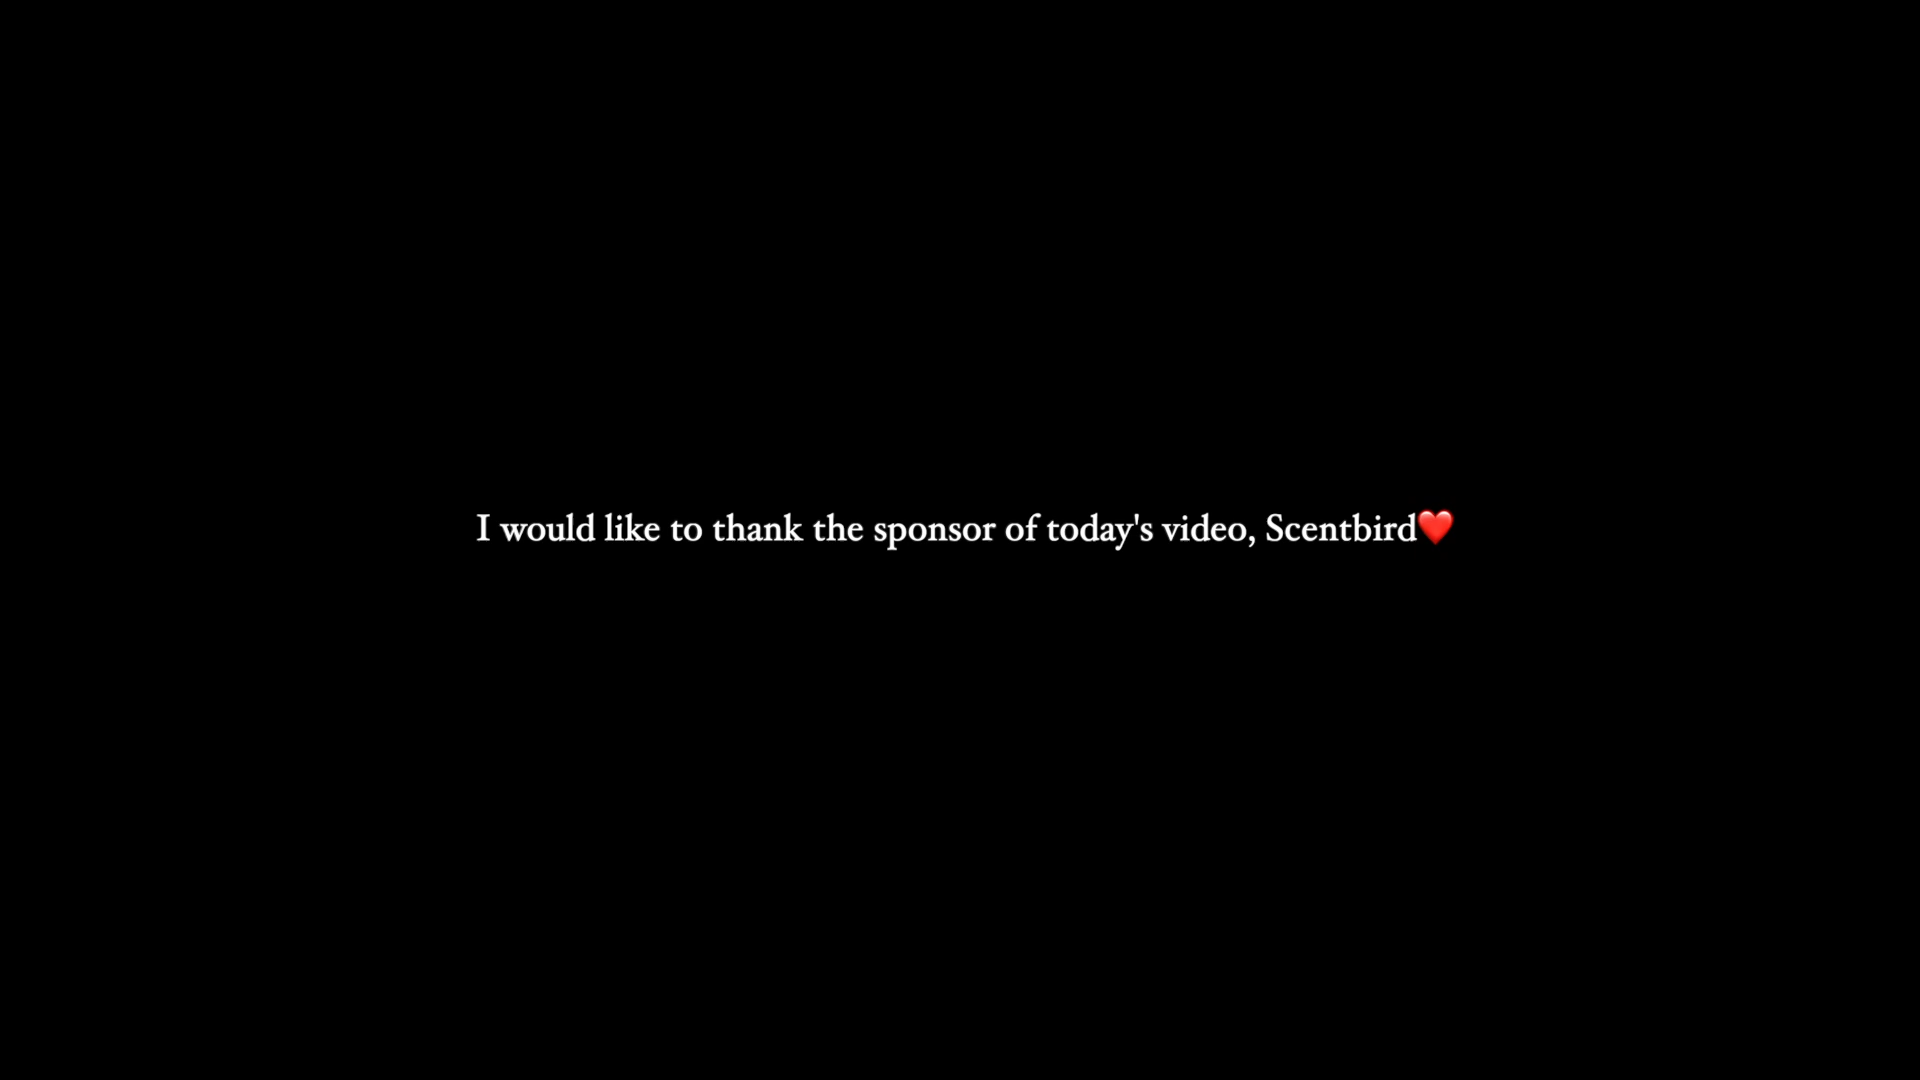 I would like to thank the sponsor of today's video, Scentbird❤️